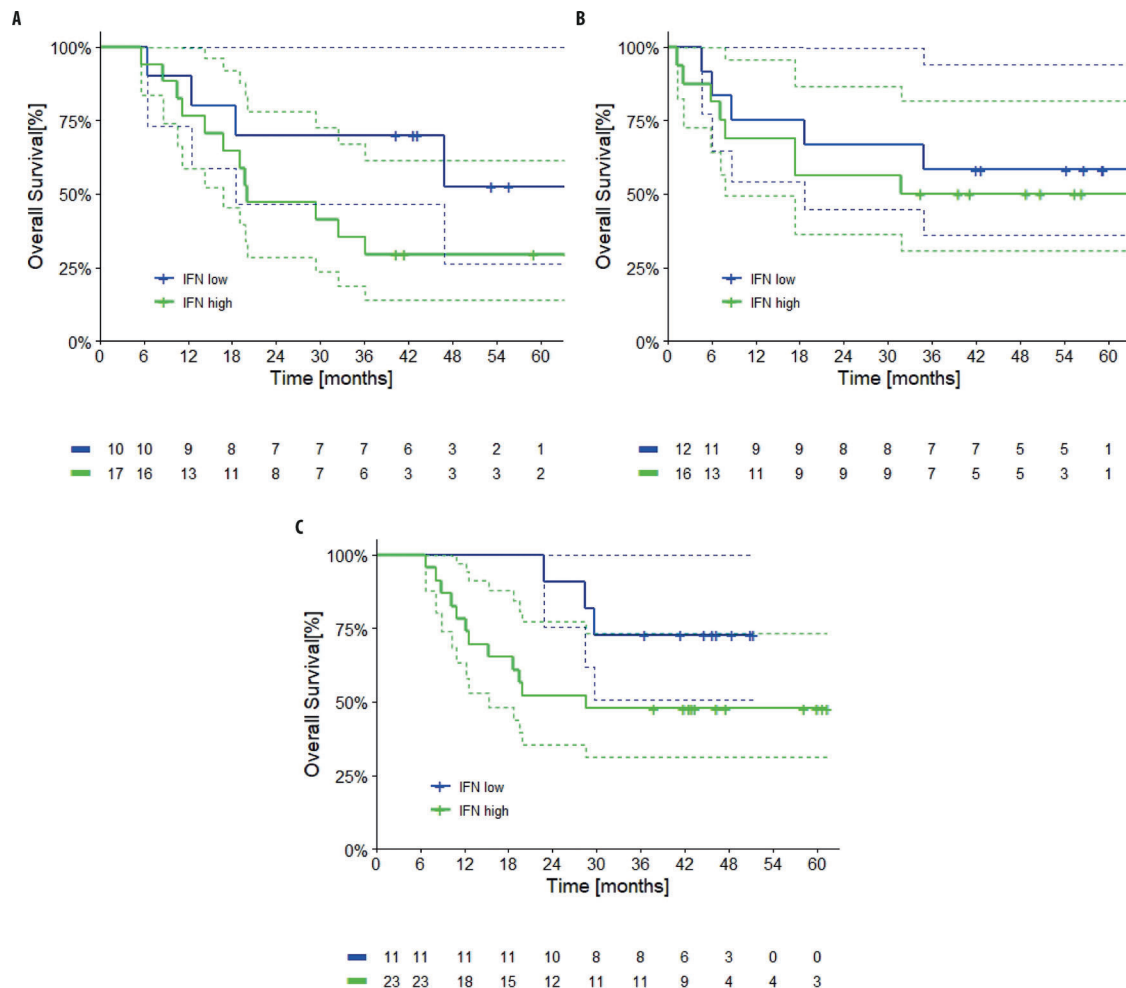 A
Overall Survival[%]
100%
75%
50%
25%
0%
IFN low
IFN high
0 6 12 18 24 30 36 42 48 54 60
Time [months]
10 10 9 8 7 7 7 6 3 2 1
17 16 13 11 8 7 6 3 3 3 2
B
Overall Survival[%]
100%
75%
50%
25%
0%
IFN low
IFN high
0 6 12 18 24 30 36 42 48 54 60
Time [months]
12 11 9 9 8 8 7 7 5 5 1
16 13 11 9 9 9 7 5 5 3 1
C
Overall Survival[%]
100%
75%
50%
25%
0%
IFN low
IFN high
0 6 12 18 24 30 36 42 48 54 60
Time [months]
11 11 11 11 10 8 8 6 3 0 0
23 23 18 15 12 11 11 9 4 4 3